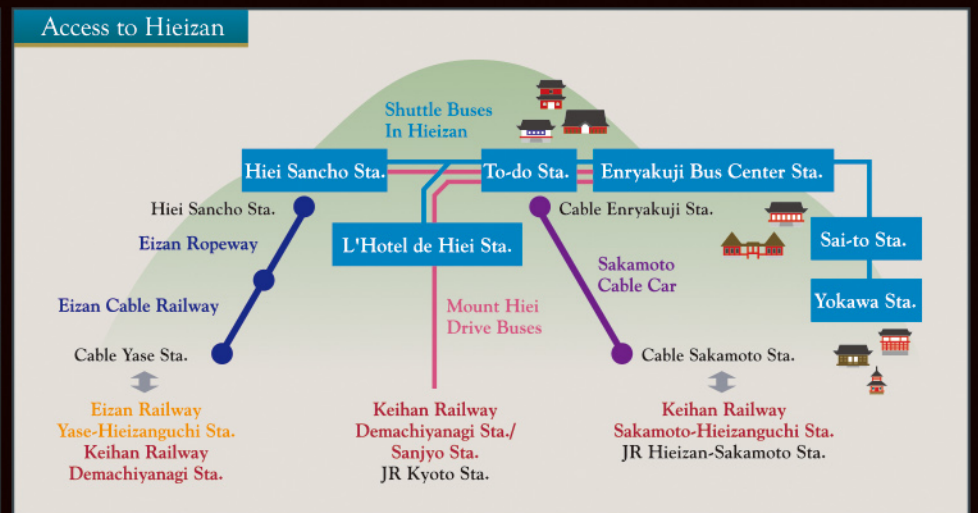 Access to Hieizan
Shuttle Buses
In Hieizan
Hiei Sancho Sta.
To-do Sta.
Enryakuji Bus Center Sta.
Hiei Sancho Sta.
Cable Enryakuji Sta.
Eizan Ropeway
L'Hotel de Hiei Sta.
Sai-to Sta.
Sakamoto
Cable Car
Eizan Cable Railway
Mount Hiei
Drive Buses
Yokawa Sta.
Cable Yase Sta.
Cable Sakamoto Sta.
Eizan Railway
Yase-Hieizanguchi Sta.
Keihan Railway
Demachiyanagi Sta.
Keihan Railway
Demachiyanagi Sta./
Sanjyo Sta.
JR Kyoto Sta.
Keihan Railway
Sakamoto-Hieizanguchi Sta.
JR Hieizan-Sakamoto Sta.